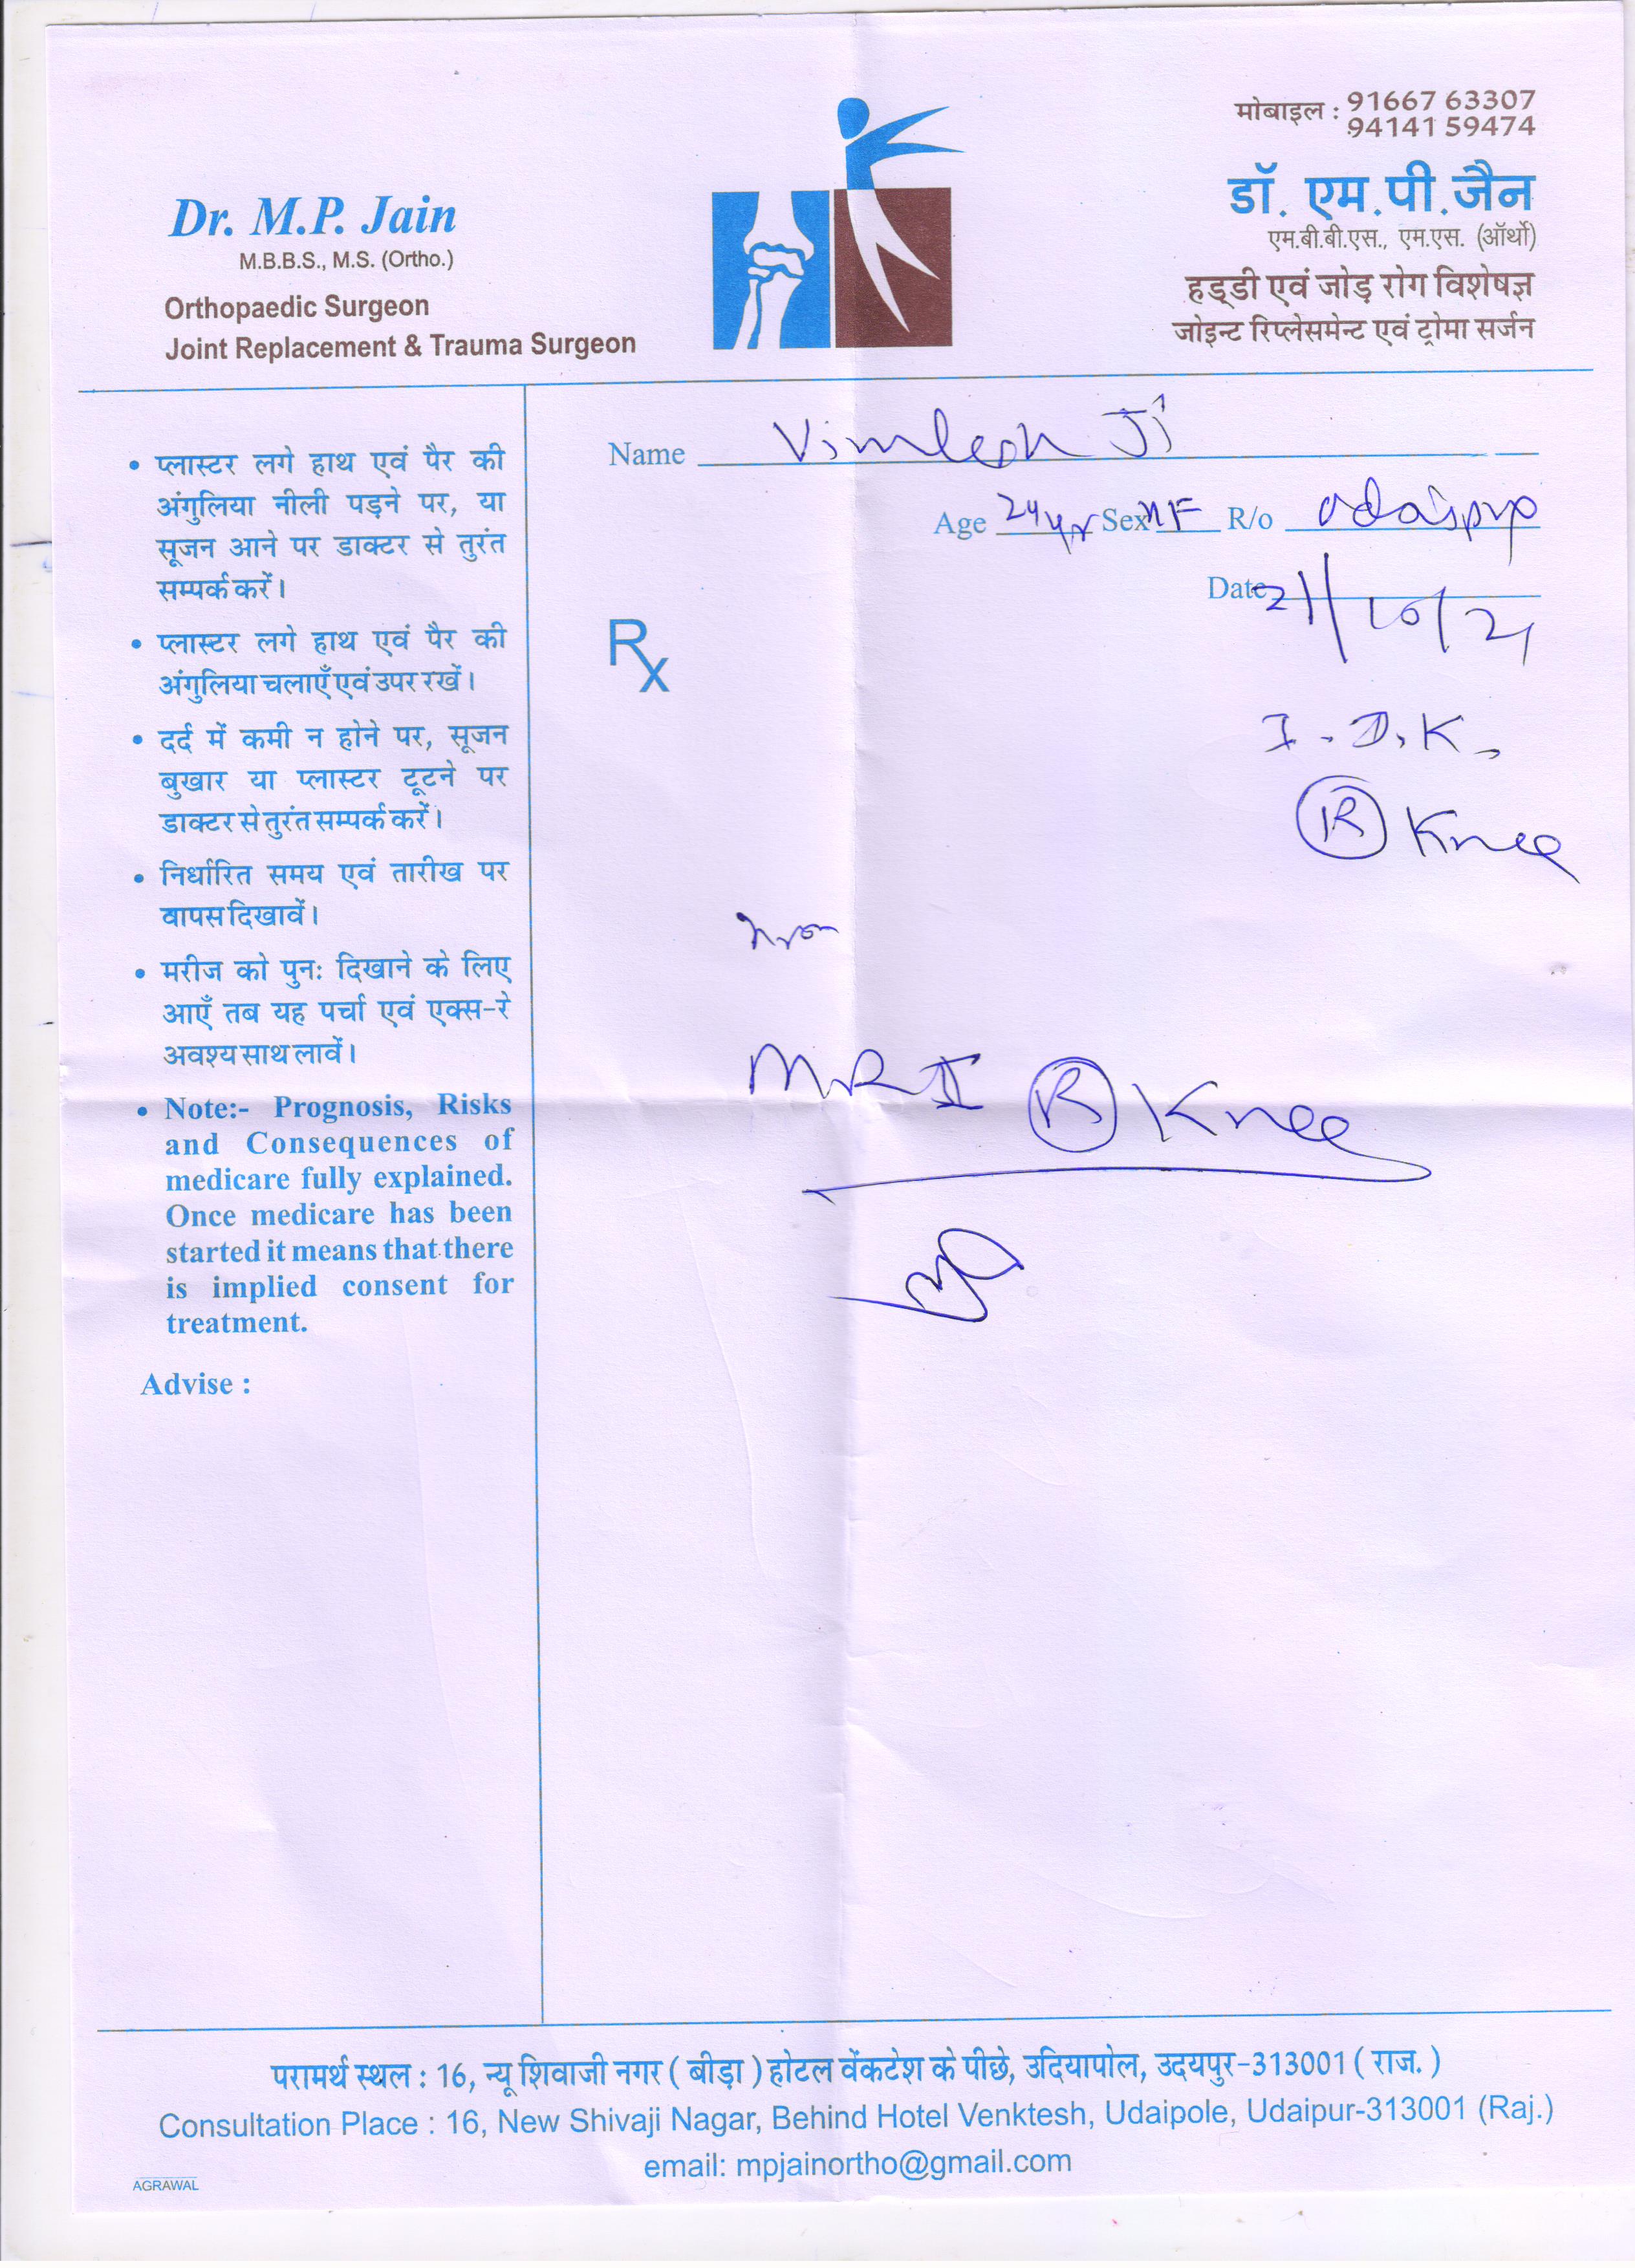 मोबाइल : 91667 63307
94141 59474
Dr. M.P. Jain
M.B.B.S., M.S. (Ortho.)
Orthopaedic Surgeon
Joint Replacement & Trauma Surgeon
डॉ. एम.पी.जैन
एम.बी.बी.एस., एम.एस. (ऑर्थो)
हड्डी एवं जोड़ रोग विशेषज्ञ
जोइन्ट रिप्लेसमेन्ट एवं ट्रोमा सर्जन
• प्लास्टर लगे हाथ एवं पैर की
अंगुलिया नीली पड़ने पर, या
सूजन आने पर डाक्टर से तुरंत
सम्पर्क करें।
• प्लास्टर लगे हाथ एवं पैर की
अंगुलिया चलाएँ एवं उपर रखें।
• दर्द में कमी न होने पर, सूजन
बुखार या प्लास्टर टूटने पर
डाक्टर से तुरंत सम्पर्क करें।
• निर्धारित समय एवं तारीख पर
वापस दिखावें।
• मरीज को पुनः दिखाने के लिए
आएँ तब यह पर्चा एवं एक्स-रे
अवश्य साथ लावें।
• Note:- Prognosis, Risks
and Consequences of
medicare fully explained.
Once medicare has been
started it means that there
is implied consent for
treatment.
Advise :
Name Vimlesh Ji
Age 24 yr Sex F R/o
Date 21/10/21
Rx
I.D.K.
R Knee
MRI R Knee
परामर्थ स्थल : 16, न्यू शिवाजी नगर ( बीड़ा ) होटल वेंकटेश के पीछे, उदियापोल, उदयपुर-313001 ( राज. )
Consultation Place : 16, New Shivaji Nagar, Behind Hotel Venktesh, Udaipole, Udaipur-313001 (Raj.)
email: mpjainortho@gmail.com
AGRAWAL